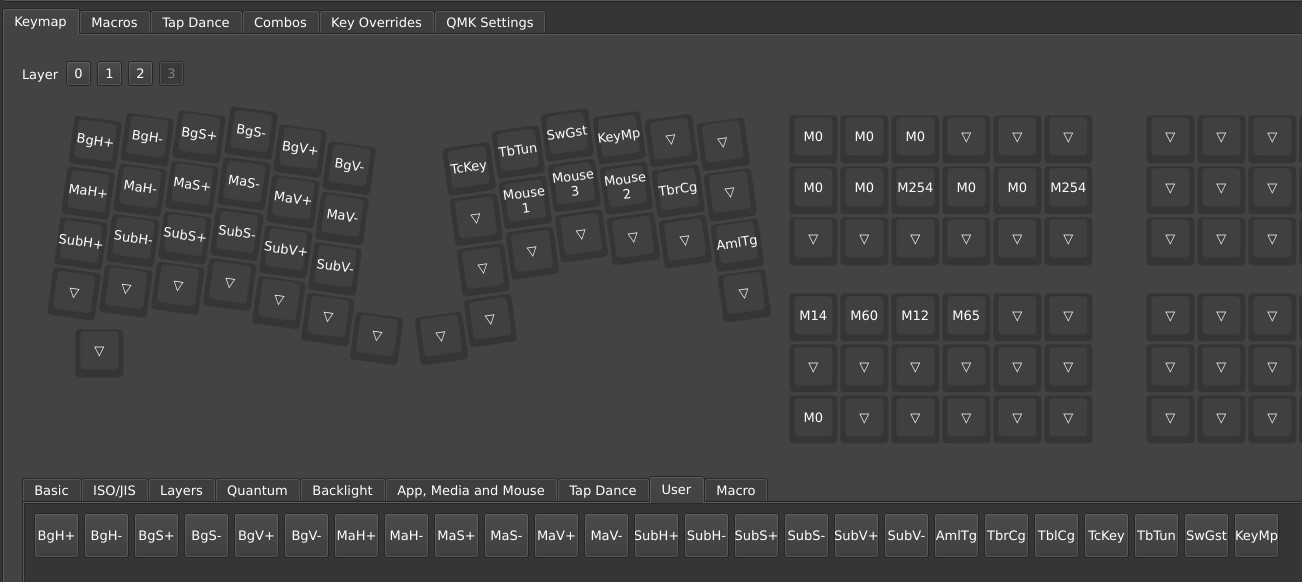 Keymap Macros Tap Dance Combos Key Overrides QMK Settings
Layer 0 1 2 3
BgH+ BgH- BgS+ BgS- BgV+ BgV-
MaH+ MaH- MaS+ MaS- MaV+ MaV-
SubH+ SubH- SubS+ SubS- SubV+ SubV-
▽ ▽ ▽ ▽ ▽ ▽ ▽
▽
TcKey TbTun SwGst KeyMp ▽ ▽
▽ Mouse 1 Mouse 3 Mouse 2 TbrCg ▽
▽ ▽ ▽ ▽ ▽ AmlTg
▽ ▽ ▽
M0 M0 M0 ▽ ▽ ▽ ▽ ▽ ▽
M0 M0 M254 M0 M0 M254 ▽ ▽ ▽
▽ ▽ ▽ ▽ ▽ ▽ ▽ ▽ ▽
M14 M60 M12 M65 ▽ ▽ ▽ ▽ ▽
▽ ▽ ▽ ▽ ▽ ▽ ▽ ▽ ▽
M0 ▽ ▽ ▽ ▽ ▽ ▽ ▽ ▽
Basic ISO/JIS Layers Quantum Backlight App, Media and Mouse Tap Dance User Macro
BgH+ BgH- BgS+ BgS- BgV+ BgV- MaH+ MaH- MaS+ MaS- MaV+ MaV- SubH+ SubH- SubS+ SubS- SubV+ SubV- AmlTg TbrCg TblCg TcKey TbTun SwGst KeyMp